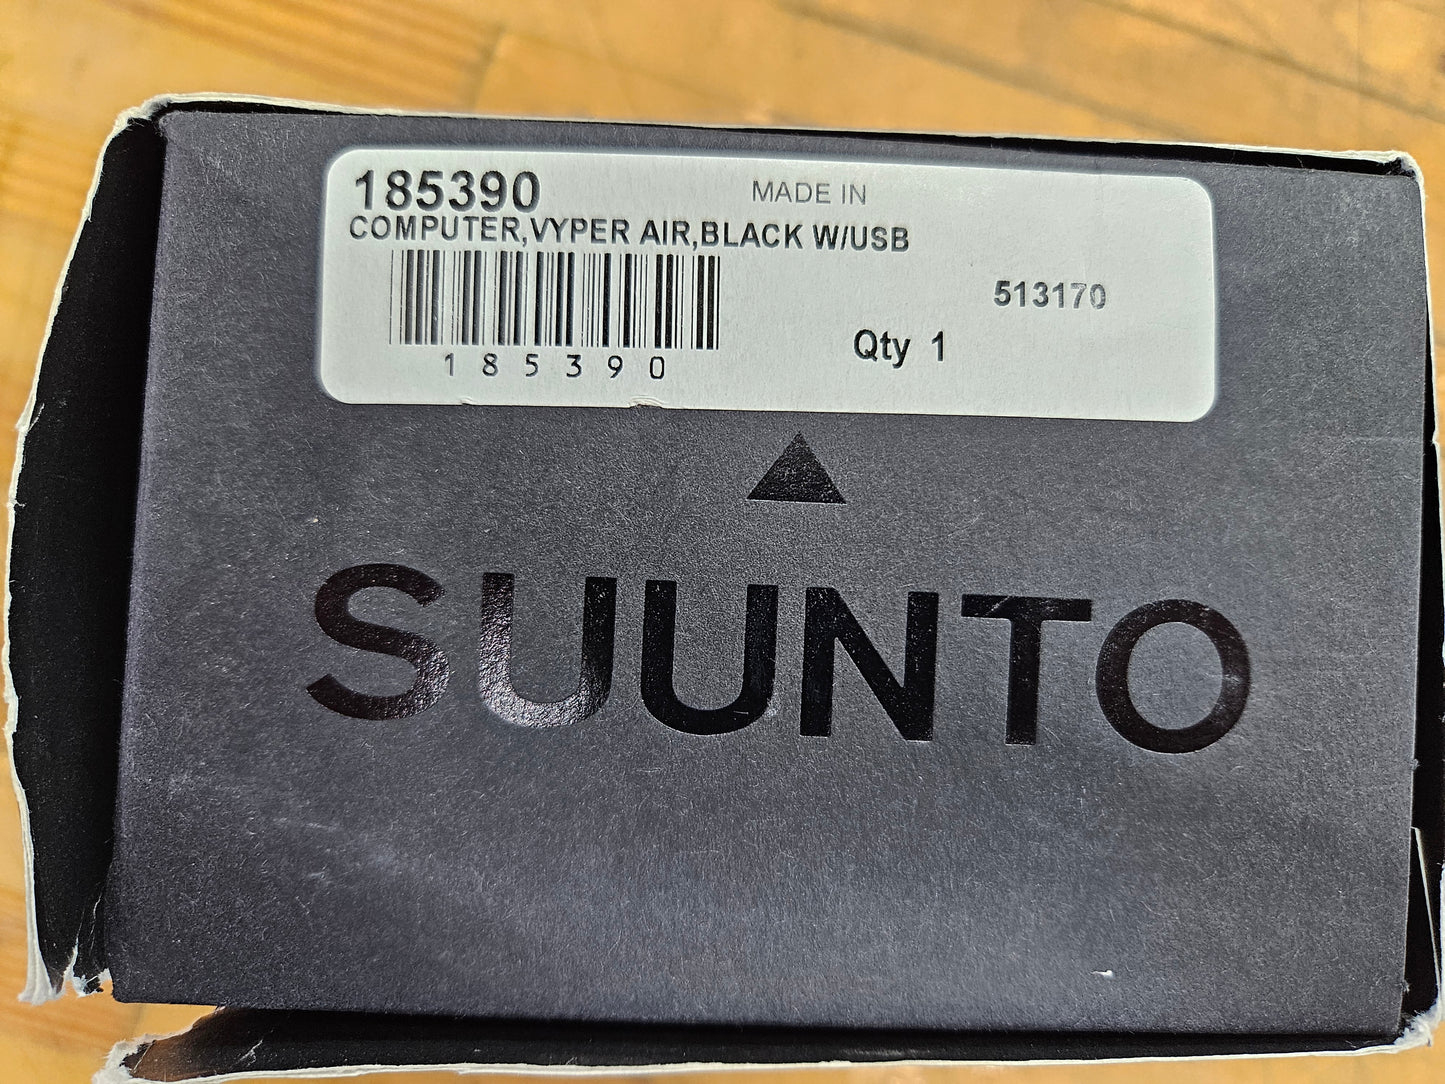 185390
MADE IN
COMPUTER,VYPER AIR,BLACK W/USB
513170
Qty 1
185390
SUUNTO